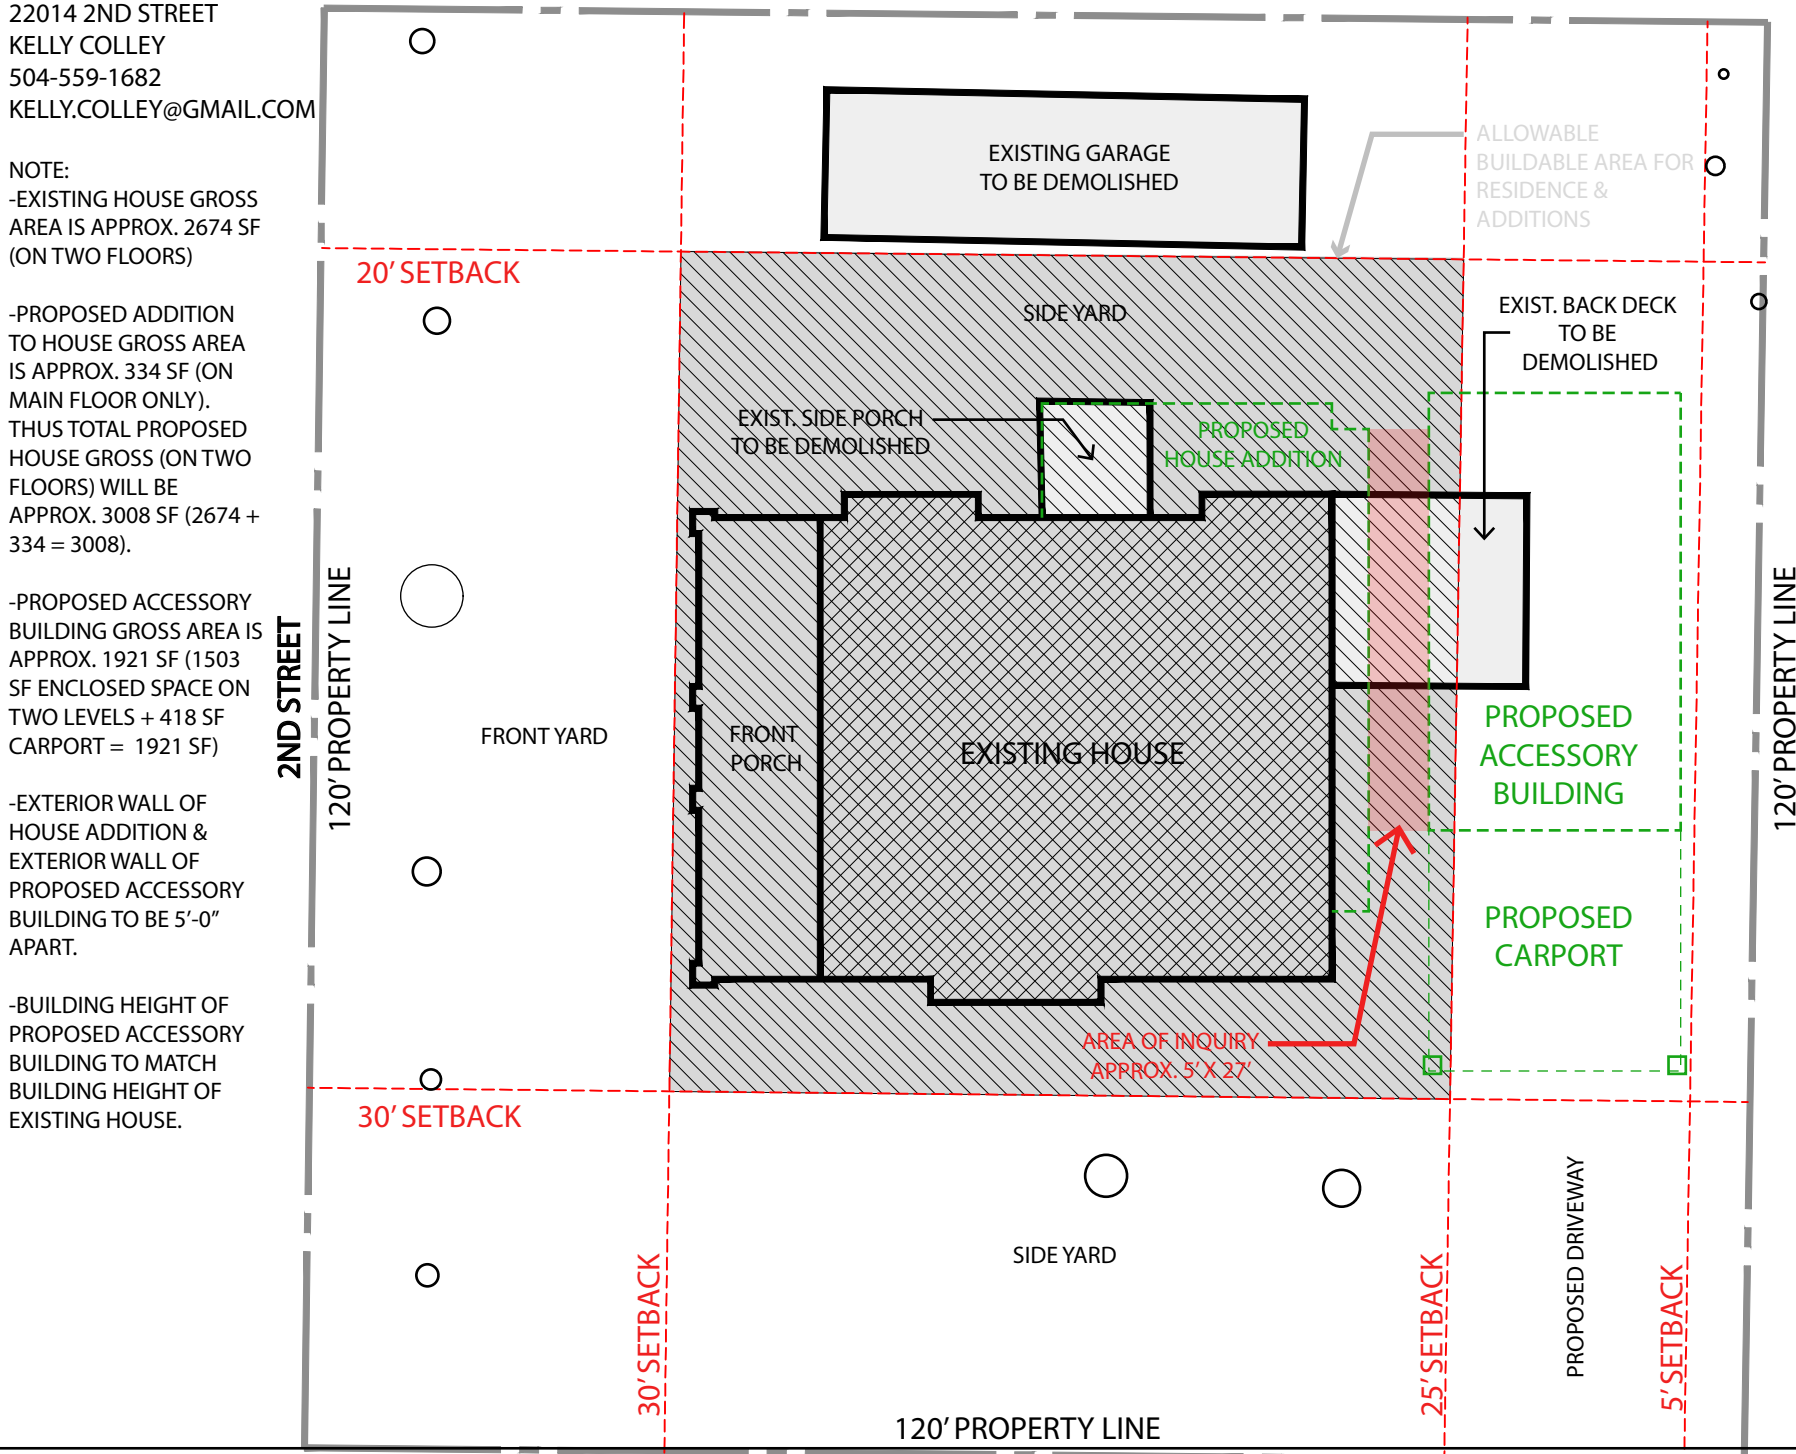 22014 2ND STREET
KELLY COLLEY
504-559-1682
KELLY.COLLEY@GMAIL.COM
NOTE:
-EXISTING HOUSE GROSS
AREA IS APPROX. 2674 SF
(ON TWO FLOORS)
-PROPOSED ADDITION
TO HOUSE GROSS AREA
IS APPROX. 334 SF (ON
MAIN FLOOR ONLY).
THUS TOTAL PROPOSED
HOUSE GROSS (ON TWO
FLOORS) WILL BE
APPROX. 3008 SF (2674 +
334 = 3008).
-PROPOSED ACCESSORY
BUILDING GROSS AREA IS
APPROX. 1921 SF (1503
SF ENCLOSED SPACE ON
TWO LEVELS + 418 SF
CARPORT = 1921 SF)
-EXTERIOR WALL OF
HOUSE ADDITION &
EXTERIOR WALL OF
PROPOSED ACCESSORY
BUILDING TO BE 5'-0"
APART.
-BUILDING HEIGHT OF
PROPOSED ACCESSORY
BUILDING TO MATCH
BUILDING HEIGHT OF
EXISTING HOUSE.
2ND STREET
120' PROPERTY LINE
EXISTING GARAGE
TO BE DEMOLISHED
ALLOWABLE
BUILDABLE AREA FOR
RESIDENCE &
ADDITIONS
20' SETBACK
SIDE YARD
EXIST. BACK DECK
TO BE
DEMOLISHED
EXIST. SIDE PORCH
TO BE DEMOLISHED
PROPOSED
HOUSE ADDITION
FRONT YARD
FRONT
PORCH
EXISTING HOUSE
PROPOSED
ACCESSORY
BUILDING
120' PROPERTY LINE
PROPOSED
CARPORT
AREA OF INQUIRY
APPROX. 5' X 27'
30' SETBACK
SIDE YARD
30' SETBACK
25' SETBACK
PROPOSED DRIVEWAY
5' SETBACK
120' PROPERTY LINE